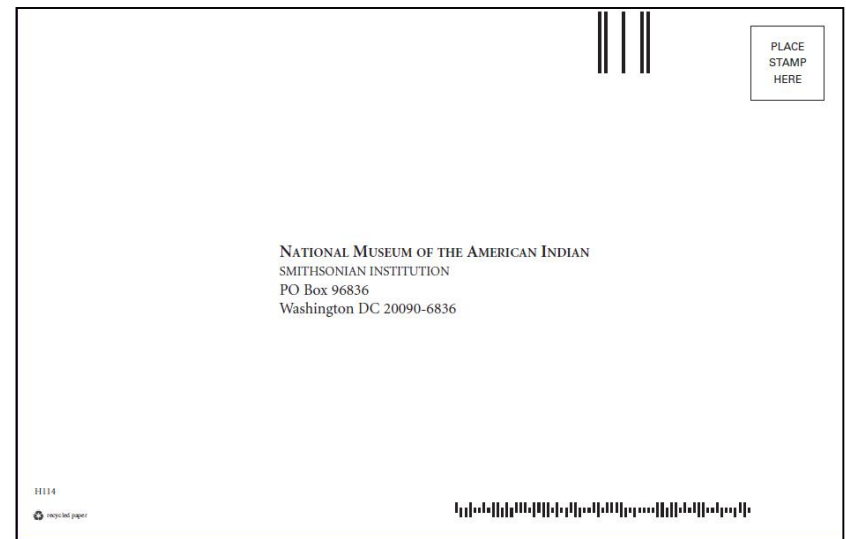 PLACE
STAMP
HERE
NATIONAL MUSEUM OF THE AMERICAN INDIAN
SMITHSONIAN INSTITUTION
PO Box 96836
Washington DC 20090-6836
H114
recycled paper